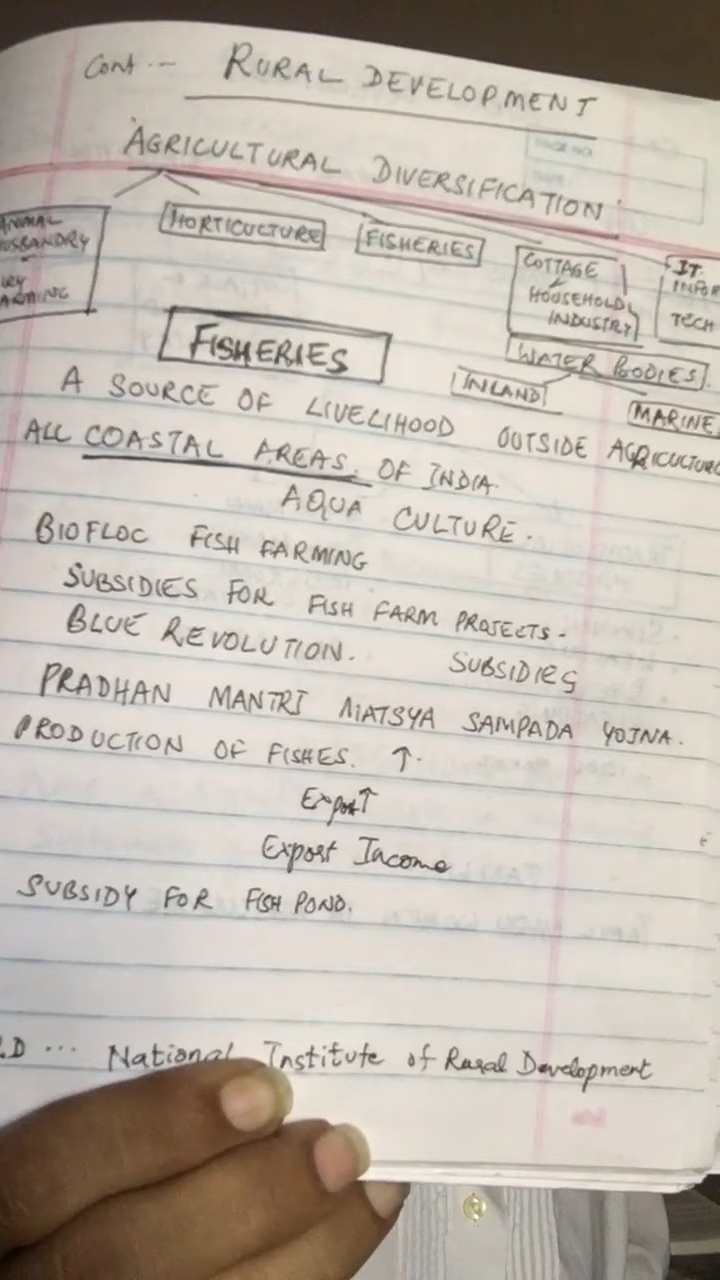 Cont ... RURAL DEVELOPMENT
AGRICULTURAL DIVERSIFICATION
HORTICULTURE
FISHERIES
COTTAGE
HOUSEHOLD
INDUSTRY
IT
TECH
FISHERIES
WATER BODIES
INLAND
MARINE
A SOURCE OF LIVELIHOOD OUTSIDE AGRICULTURE
ALL COASTAL AREAS OF INDIA.
AQUA CULTURE.
BIOFLOC FISH FARMING
SUBSIDIES FOR FISH FARM PROJECTS.
BLUE REVOLUTION. SUBSIDIES
PRADHAN MANTRI MATSYA SAMPADA YOJNA.
PRODUCTION OF FISHES. ↑.
Export ↑
Export Income
SUBSIDY FOR FISH POND.
... National Institute of Rural Development